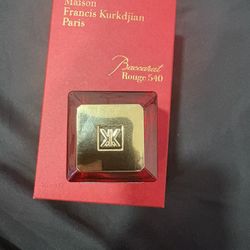 Maison
Francis Kurkdjian
Paris
Baccarat
Rouge 540